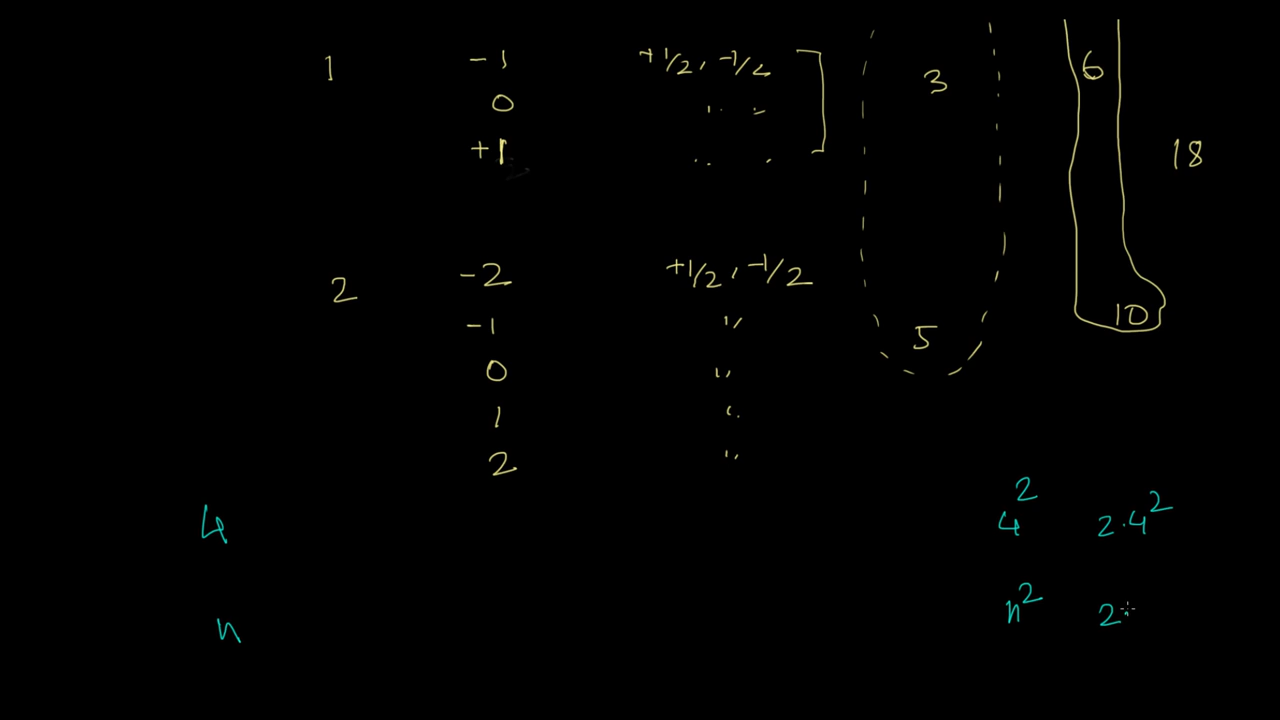 1 -1 +1/2, -1/2 3 6
0 " "
+1 " " 18
2 -2 +1/2, -1/2
-1 " 5 10
0 "
1 "
2 "
4 4² 2·4²
n n² 2